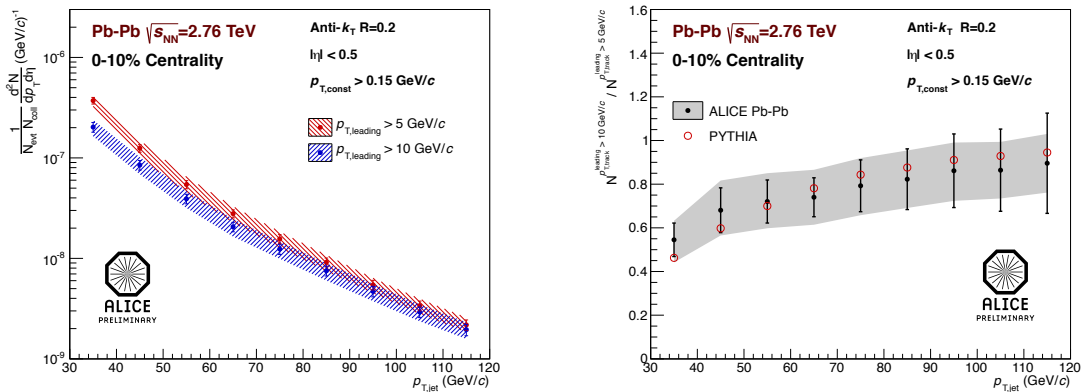 Pb-Pb √sNN=2.76 TeV
0-10% Centrality
Anti-kT R=0.2
|η| < 0.5
pT,const > 0.15 GeV/c
pT,leading > 5 GeV/c
pT,leading > 10 GeV/c
1/(Nevt Ncoll) d²N/(dpTdη) (GeV/c)⁻¹
10⁻⁶
10⁻⁷
10⁻⁸
10⁻⁹
ALICE
PRELIMINARY
30 40 50 60 70 80 90 100 110 120
pT,jet (GeV/c)
Pb-Pb √sNN=2.76 TeV
0-10% Centrality
Anti-kT R=0.2
|η| < 0.5
pT,const > 0.15 GeV/c
ALICE Pb-Pb
PYTHIA
N^(pT,track^leading > 10 GeV/c) / N^(pT,track^leading > 5 GeV/c)
1.6
1.4
1.2
1
0.8
0.6
0.4
0.2
0
ALICE
PRELIMINARY
30 40 50 60 70 80 90 100 110 120
pT,jet (GeV/c)